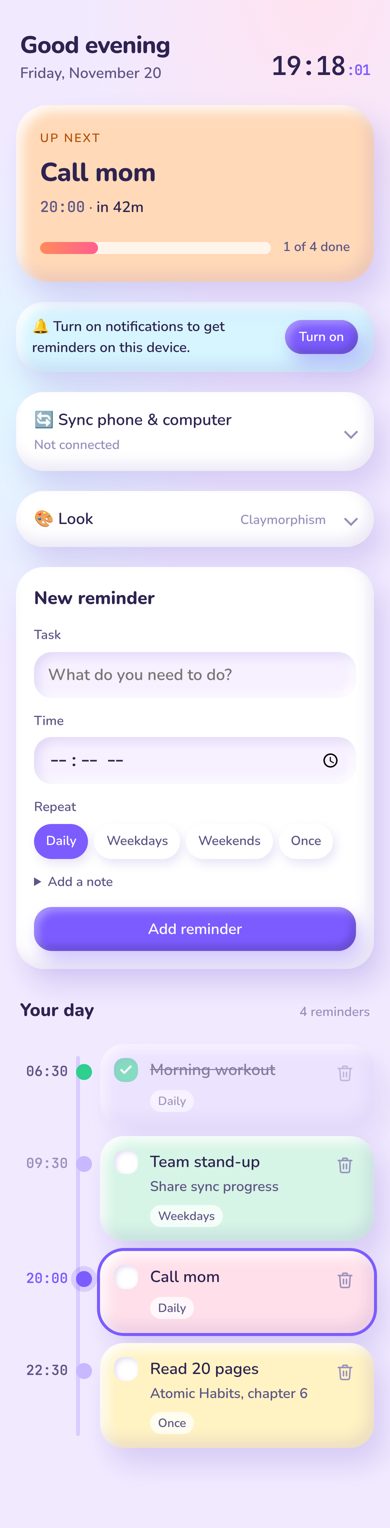 Good evening
Friday, November 20
19:18:01
UP NEXT
Call mom
20:00 · in 42m
1 of 4 done
🔔 Turn on notifications to get
reminders on this device.
Turn on
🔄 Sync phone & computer
Not connected
🎨 Look
Claymorphism
New reminder
Task
What do you need to do?
Time
-- : -- --
Repeat
Daily
Weekdays
Weekends
Once
Add a note
Add reminder
Your day
4 reminders
06:30
Morning workout
Daily
09:30
Team stand-up
Share sync progress
Weekdays
20:00
Call mom
Daily
22:30
Read 20 pages
Atomic Habits, chapter 6
Once